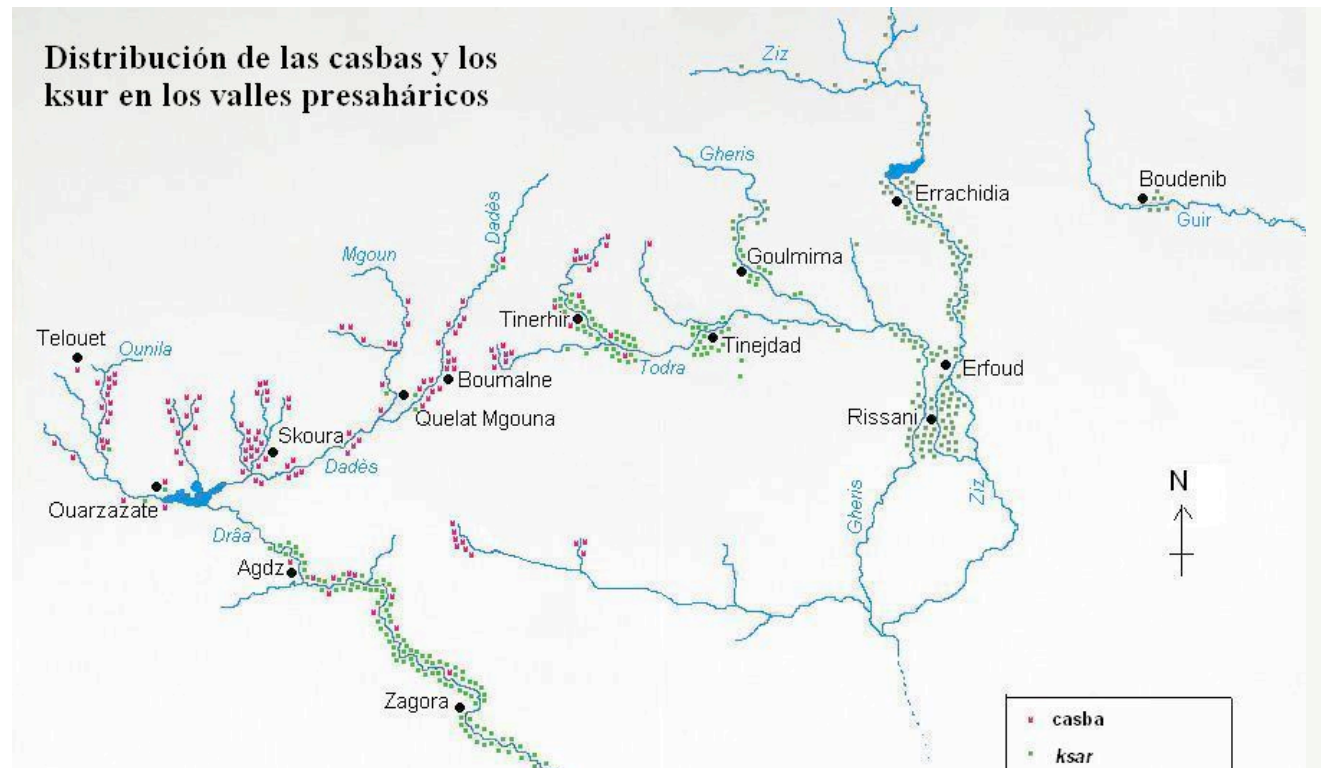 Distribución de las casbas y los
ksur en los valles presaháricos
Ziz
Gheris
Dadès
Mgoun
Errachidia
Boudenib
Guir
Goulmima
Telouet
Ounila
Tinerhir
Tinejdad
Todra
Boumalne
Erfoud
Quelat Mgouna
Rissani
Skoura
Dadès
Ouarzazate
Drâa
Gheris
Ziz
N
Agdz
Zagora
casba
ksar